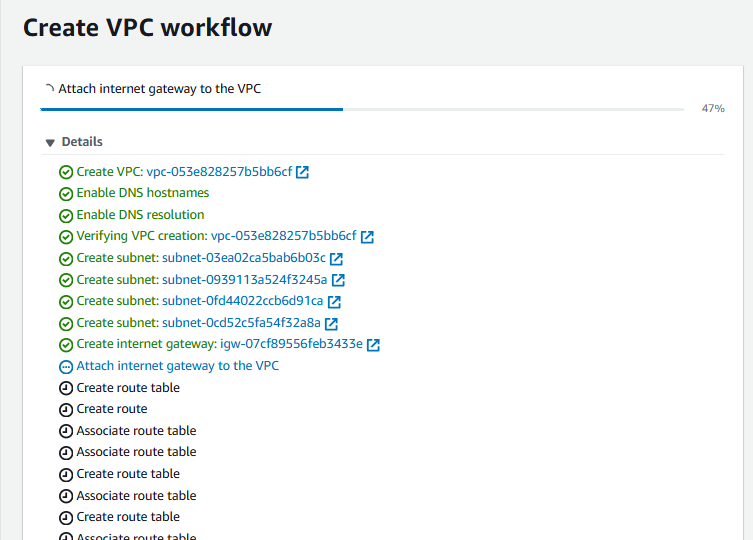 Create VPC workflow
Attach internet gateway to the VPC
47%
Details
Create VPC: vpc-053e828257b5bb6cf
Enable DNS hostnames
Enable DNS resolution
Verifying VPC creation: vpc-053e828257b5bb6cf
Create subnet: subnet-03ea02ca5bab6b03c
Create subnet: subnet-0939113a524f3245a
Create subnet: subnet-0fd44022ccb6d91ca
Create subnet: subnet-0cd52c5fa54f32a8a
Create internet gateway: igw-07cf89556feb3433e
Attach internet gateway to the VPC
Create route table
Create route
Associate route table
Associate route table
Create route table
Associate route table
Create route table
Associate route table